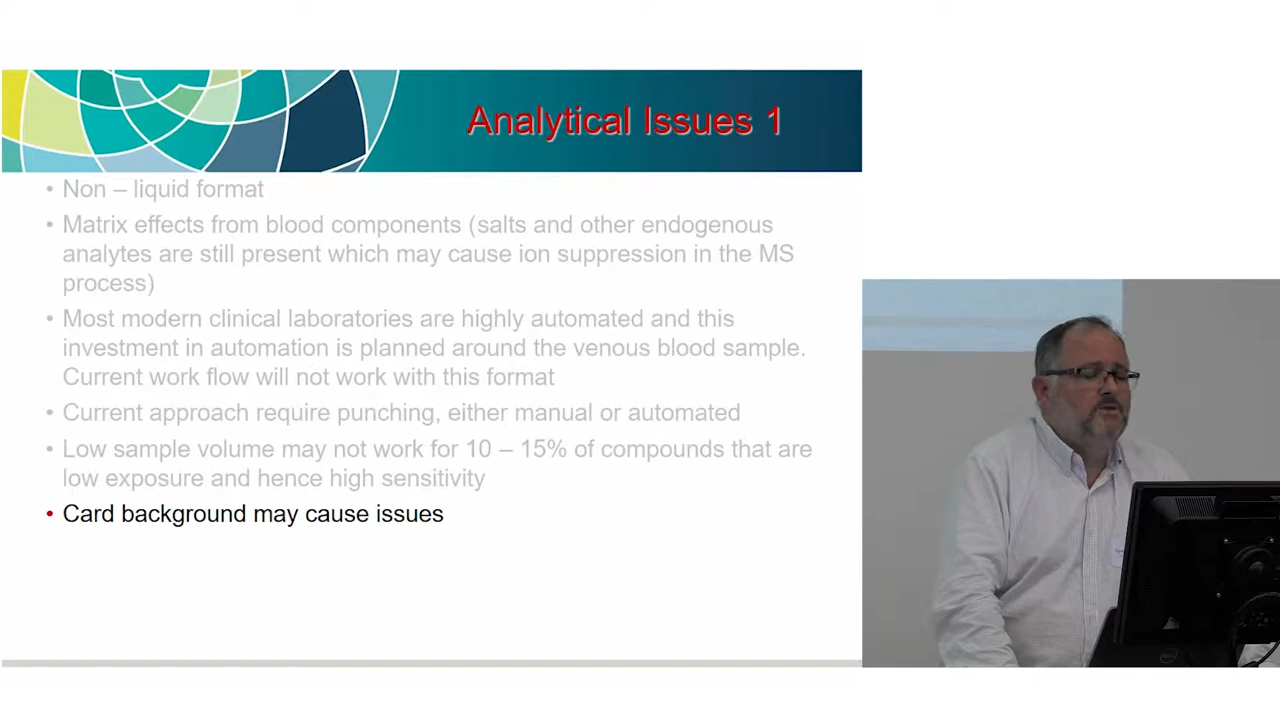 Analytical Issues 1
• Non – liquid format
• Matrix effects from blood components (salts and other endogenous
analytes are still present which may cause ion suppression in the MS
process)
• Most modern clinical laboratories are highly automated and this
investment in automation is planned around the venous blood sample.
Current work flow will not work with this format
• Current approach require punching, either manual or automated
• Low sample volume may not work for 10 – 15% of compounds that are
low exposure and hence high sensitivity
• Card background may cause issues